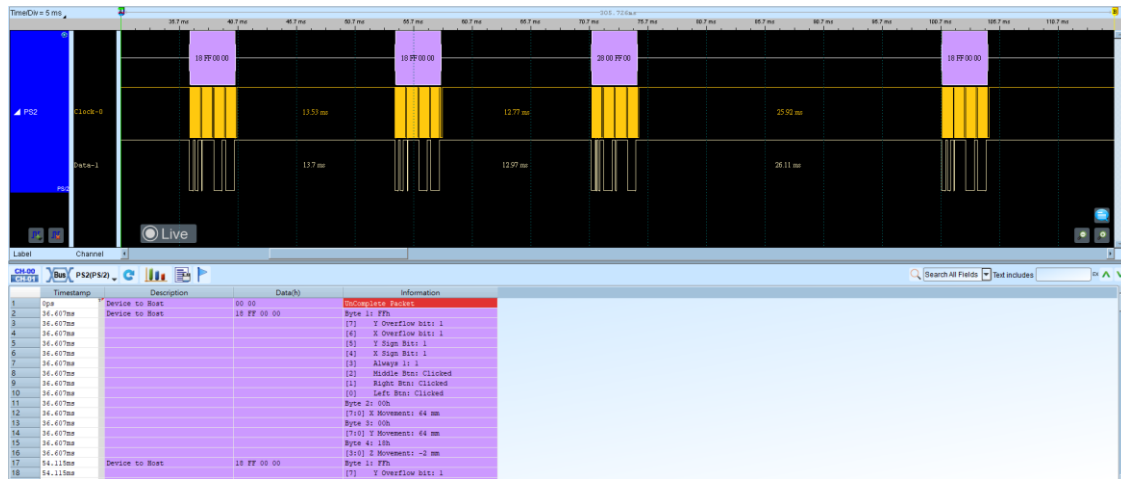 Time/Div = 5 ms
205.726ms
35.7 ms 40.7 ms 45.7 ms 50.7 ms 55.7 ms 60.7 ms 65.7 ms 70.7 ms 75.7 ms 80.7 ms 85.7 ms 90.7 ms 95.7 ms 100.7 ms 105.7 ms 110.7 ms
18 FF 00 00 18 FF 00 00 28 00 FF 00 18 FF 00 00
PS2 Clock-0 13.53 ms 12.77 ms 25.92 ms
Data-1 13.7 ms 12.97 ms 26.11 ms
PS/2
Live
Label Channel
CH-00
CH-01
Bus PS2(PS/2) Search All Fields Text includes
Timestamp Description Data(h) Information
1 0ps Device to Host 00 00 UnComplete Packet
2 36.607ms Device to Host 18 FF 00 00 Byte 1: FFh
3 36.607ms [7] Y Overflow bit: 1
4 36.607ms [6] X Overflow bit: 1
5 36.607ms [5] Y Sign Bit: 1
6 36.607ms [4] X Sign Bit: 1
7 36.607ms [3] Always 1: 1
8 36.607ms [2] Middle Btn: Clicked
9 36.607ms [1] Right Btn: Clicked
10 36.607ms [0] Left Btn: Clicked
11 36.607ms Byte 2: 00h
12 36.607ms [7:0] X Movement: 64 mm
13 36.607ms Byte 3: 00h
14 36.607ms [7:0] Y Movement: 64 mm
15 36.607ms Byte 4: 18h
16 36.607ms [3:0] Z Movement: -2 mm
17 54.115ms Device to Host 18 FF 00 00 Byte 1: FFh
18 54.115ms [7] Y Overflow bit: 1